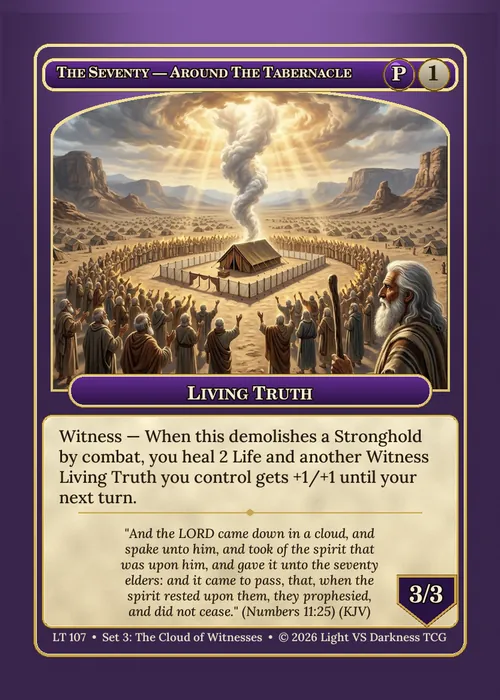 The Seventy — Around The Tabernacle P 1
Living Truth
Witness — When this demolishes a Stronghold
by combat, you heal 2 Life and another Witness
Living Truth you control gets +1/+1 until your
next turn.
"And the LORD came down in a cloud, and
spake unto him, and took of the spirit that
was upon him, and gave it unto the seventy
elders: and it came to pass, that, when the
spirit rested upon them, they prophesied,
and did not cease." (Numbers 11:25) (KJV)
3/3
LT 107 • Set 3: The Cloud of Witnesses • © 2026 Light VS Darkness TCG